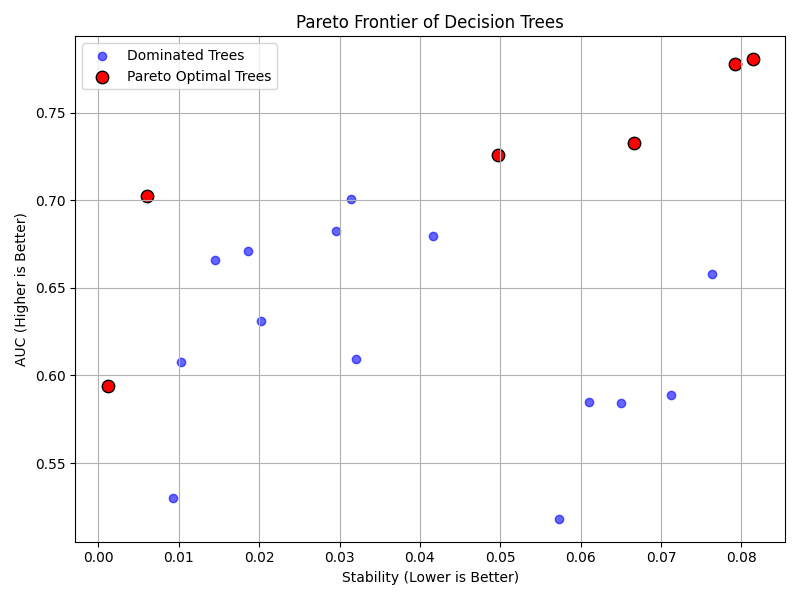 Pareto Frontier of Decision Trees
Dominated Trees
Pareto Optimal Trees
AUC (Higher is Better)
0.75
0.70
0.65
0.60
0.55
0.00 0.01 0.02 0.03 0.04 0.05 0.06 0.07 0.08
Stability (Lower is Better)